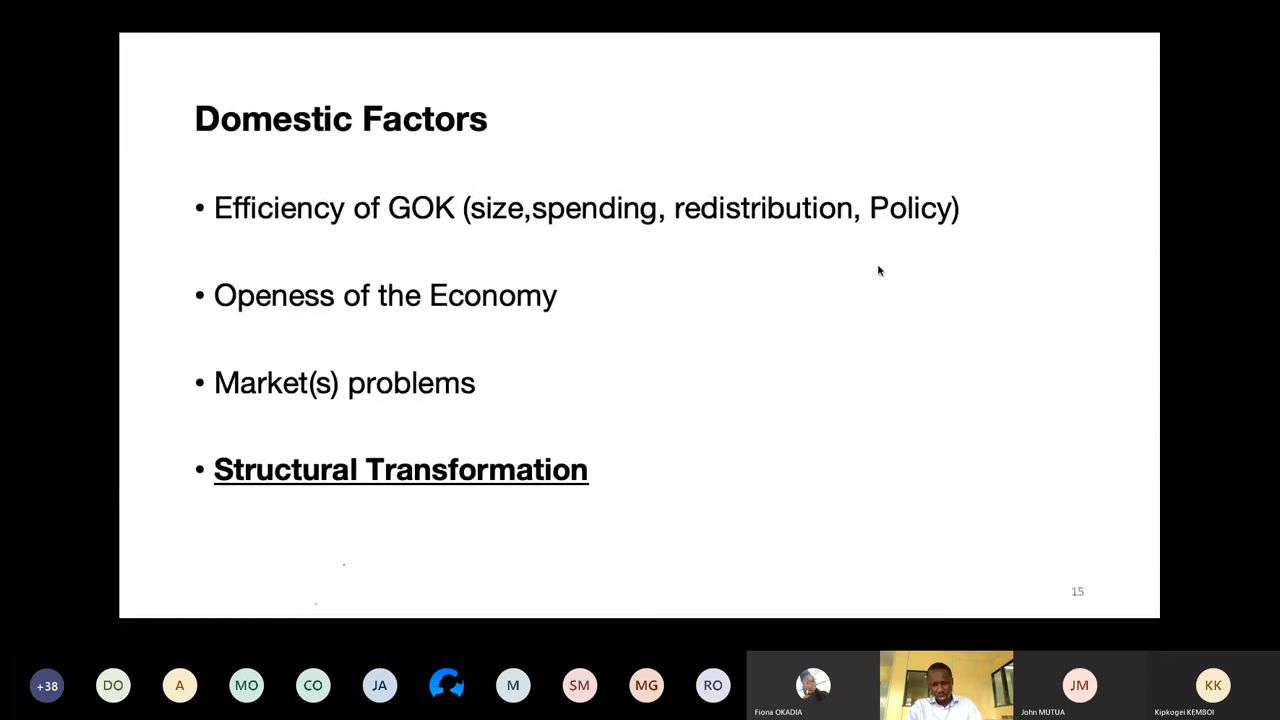 Domestic Factors
• Efficiency of GOK (size,spending, redistribution, Policy)
• Openess of the Economy
• Market(s) problems
• Structural Transformation
15
+38
DO
A
MO
CO
JA
M
SM
MG
RO
JM
KK
Fiona OKADIA
John MUTUA
Kipkogei KEMBOI